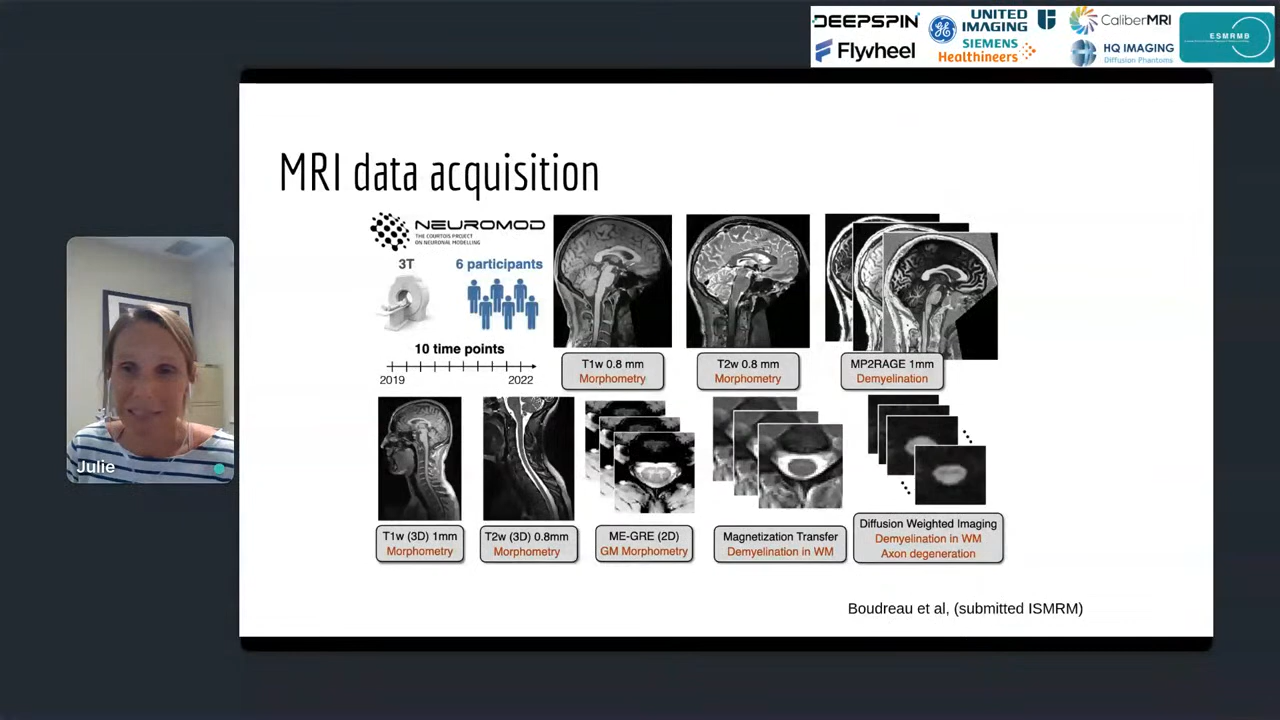 DEEPSPIN
UNITED
IMAGING
CaliberMRI
Flywheel
SIEMENS
Healthineers
HQ IMAGING
Diffusion Phantoms
ESMRMB
MRI data acquisition
NEUROMOD
THE COURTOIS PROJECT
ON NEURONAL MODELLING
3T
6 participants
10 time points
2019
2022
T1w 0.8 mm
Morphometry
T2w 0.8 mm
Morphometry
MP2RAGE 1mm
Demyelination
T1w (3D) 1mm
Morphometry
T2w (3D) 0.8mm
Morphometry
ME-GRE (2D)
GM Morphometry
Magnetization Transfer
Demyelination in WM
Diffusion Weighted Imaging
Demyelination in WM
Axon degeneration
Boudreau et al, (submitted ISMRM)
Julie